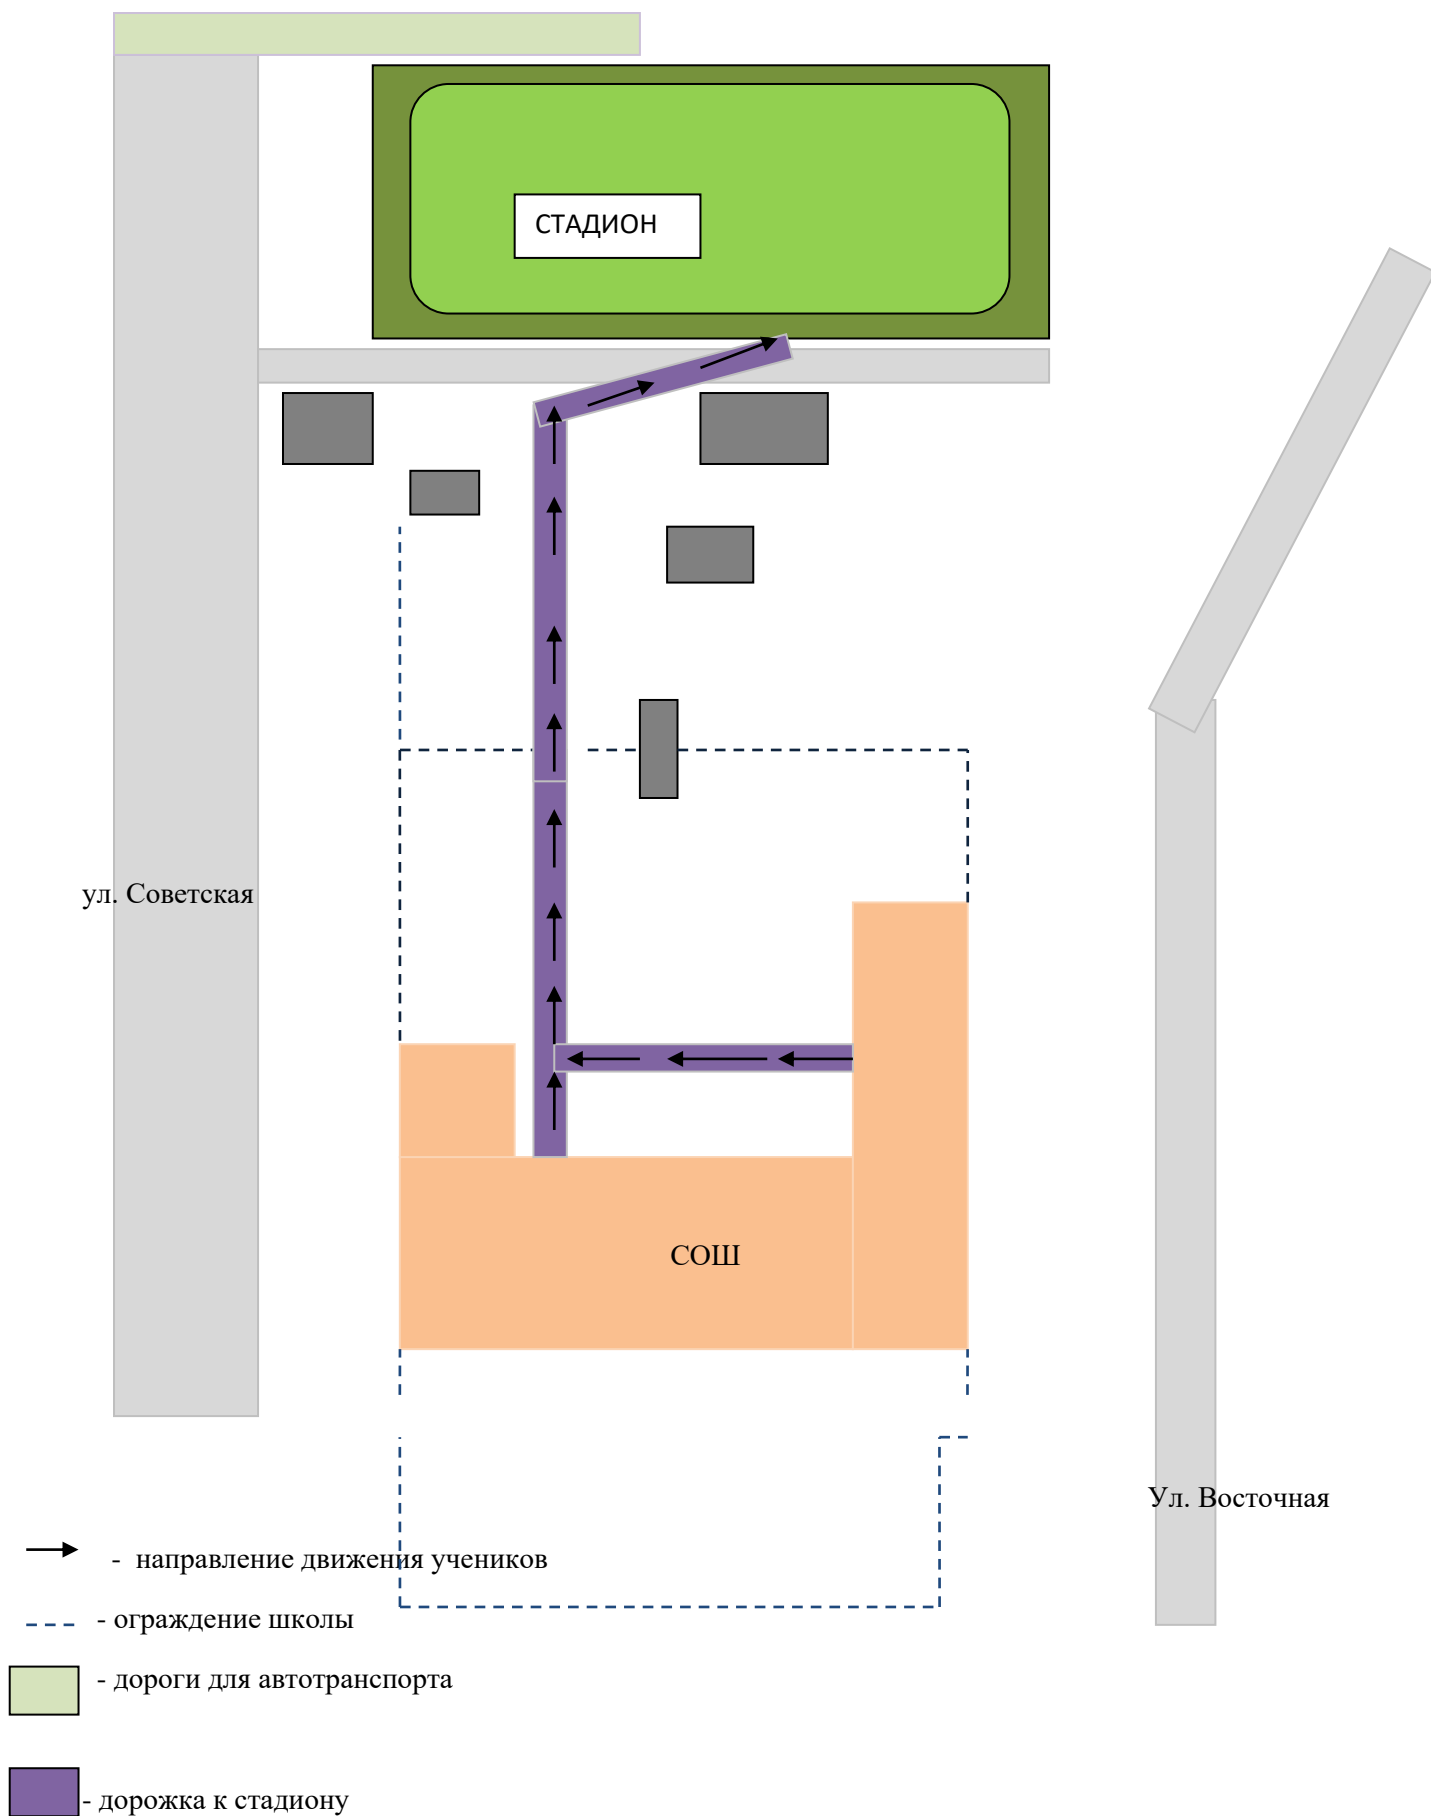 СТАДИОН
ул. Советская
СОШ
Ул. Восточная
- направление движения учеников
- ограждение школы
- дороги для автотранспорта
- дорожка к стадиону